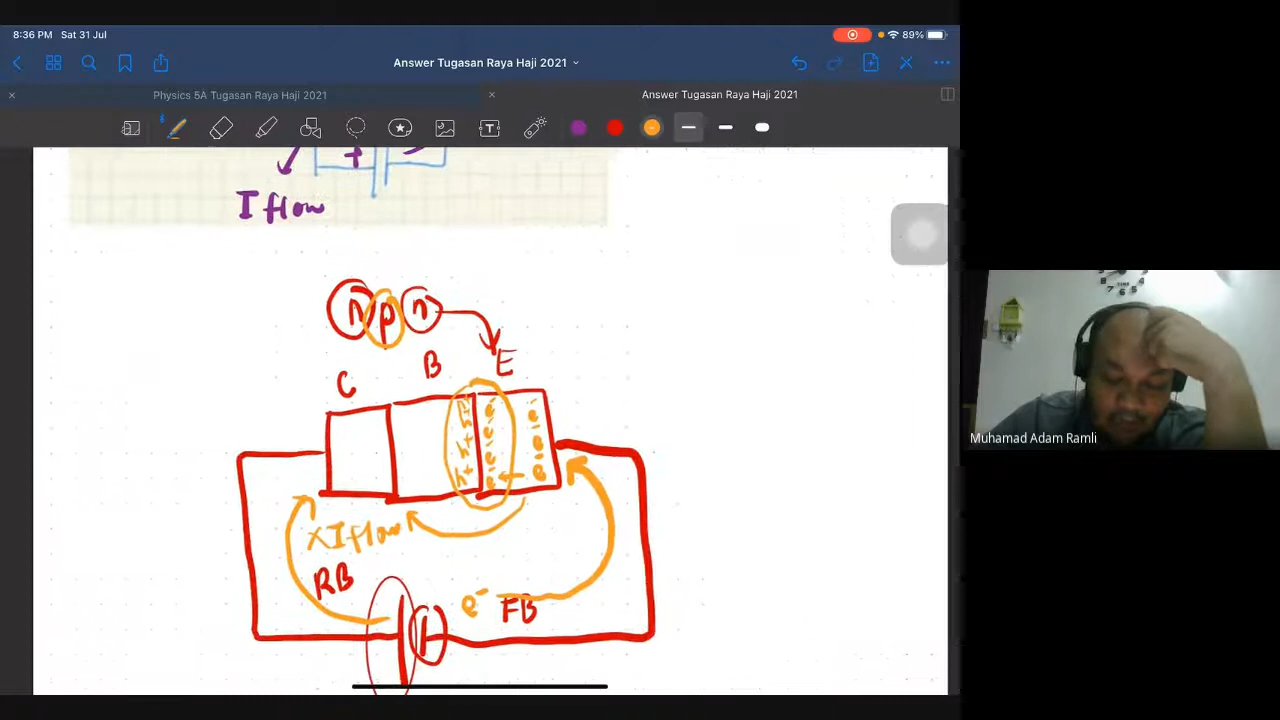 8:36 PM Sat 31 Jul
89%
Answer Tugasan Raya Haji 2021
Physics 5A Tugasan Raya Haji 2021
Answer Tugasan Raya Haji 2021
+
I flow
n p n
C B E
h+ e-
h+ e- e-
h+ e- e-
h+ e- e-
X I flow
RB
e- FB
Muhamad Adam Ramli